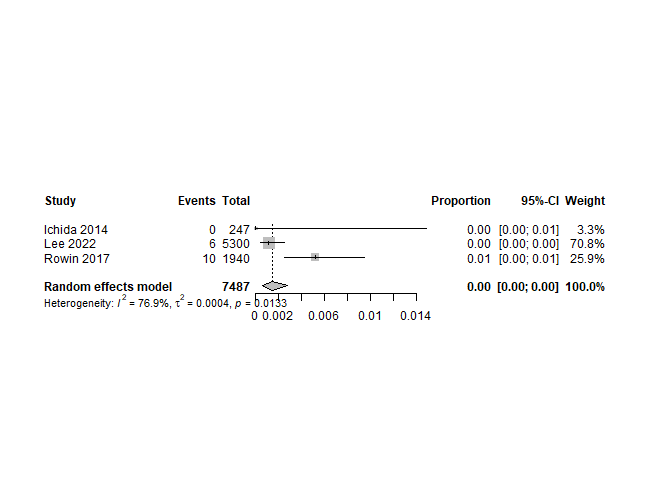 Study Events Total Proportion 95%-CI Weight
Ichida 2014 0 247 0.00 [0.00; 0.01] 3.3%
Lee 2022 6 5300 0.00 [0.00; 0.00] 70.8%
Rowin 2017 10 1940 0.01 [0.00; 0.01] 25.9%
Random effects model 7487 0.00 [0.00; 0.00] 100.0%
Heterogeneity: I² = 76.9%, τ² = 0.0004, p = 0.0133
0 0.002 0.006 0.01 0.014